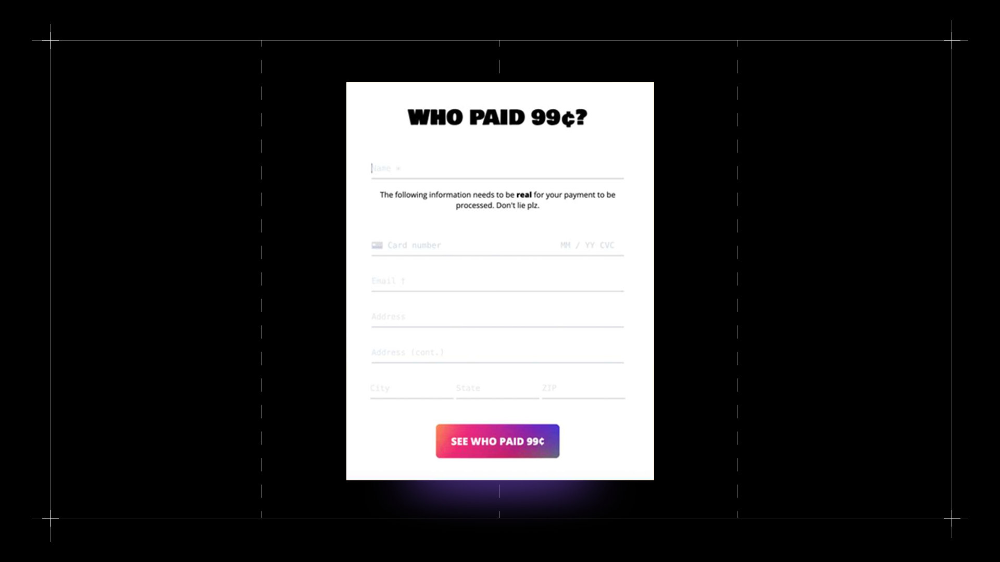 WHO PAID 99¢?
Name *
The following information needs to be real for your payment to be
processed. Don't lie plz.
Card number MM / YY CVC
Email †
Address
Address (cont.)
City State ZIP
SEE WHO PAID 99¢